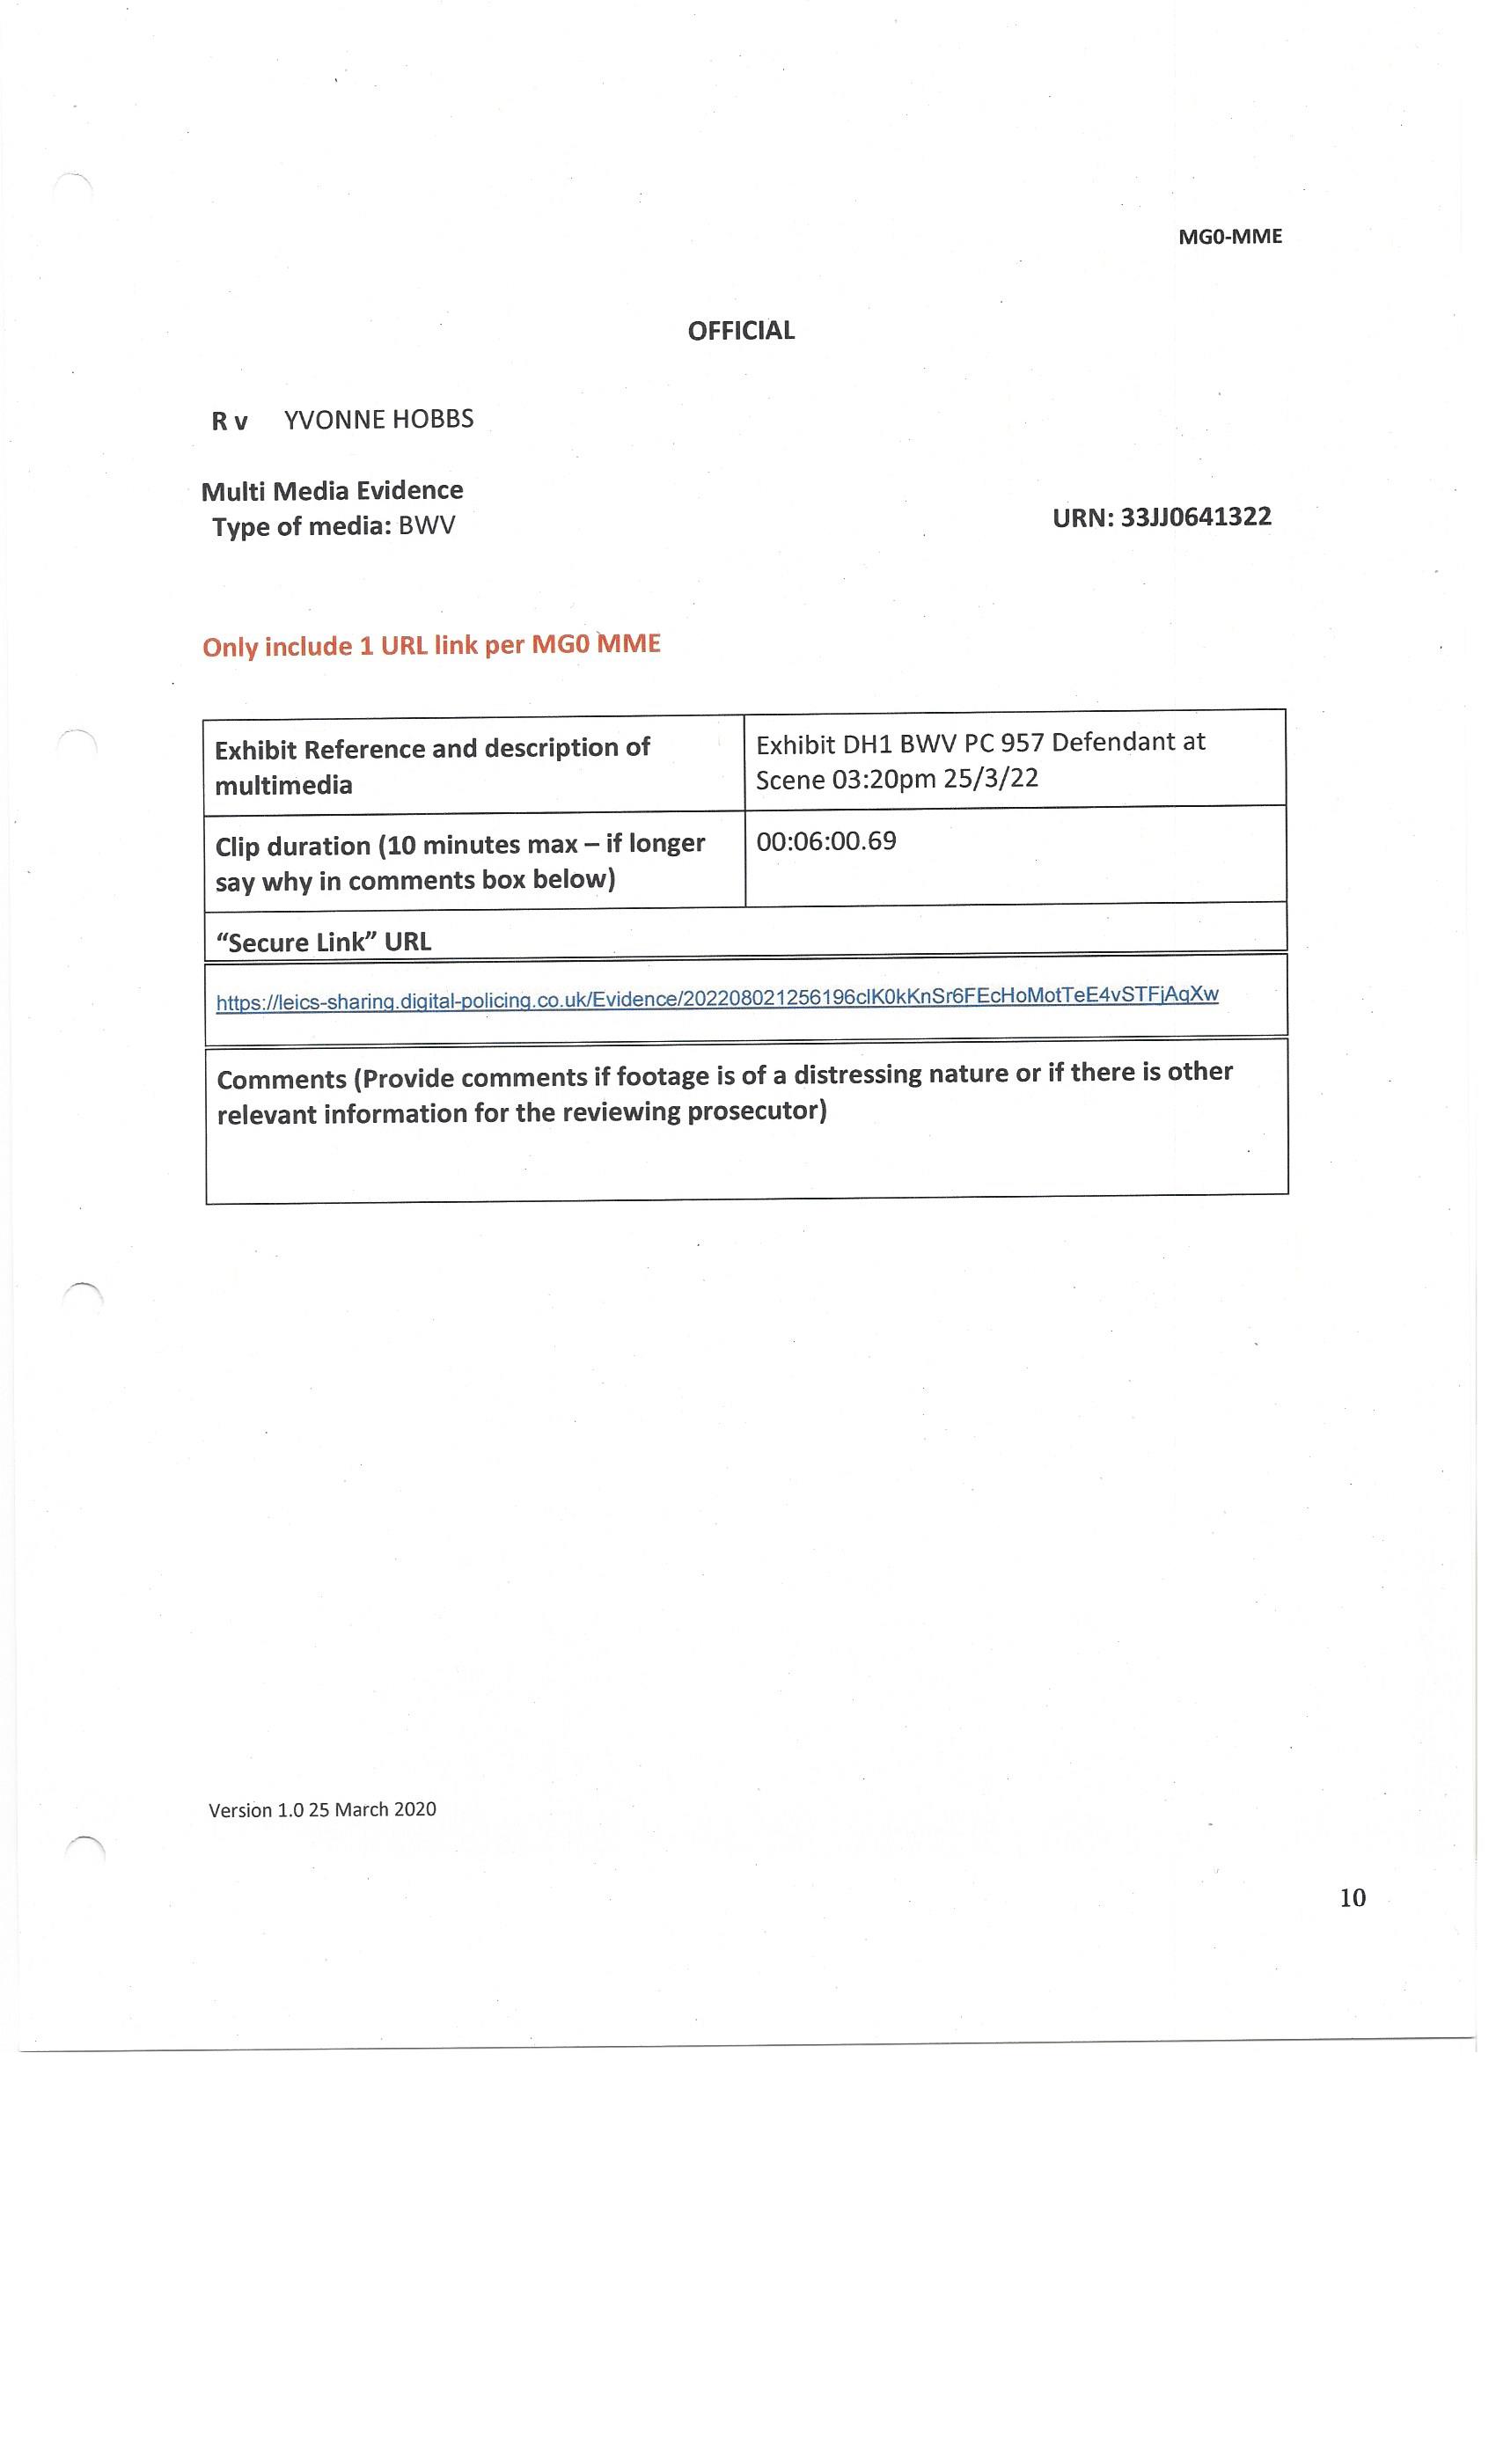 MG0-MME
OFFICIAL
R v YVONNE HOBBS
Multi Media Evidence
Type of media: BWV
URN: 33JJ0641322
Only include 1 URL link per MG0 MME
Exhibit Reference and description of
multimedia
Exhibit DH1 BWV PC 957 Defendant at
Scene 03:20pm 25/3/22
Clip duration (10 minutes max – if longer
say why in comments box below)
00:06:00.69
“Secure Link” URL
https://leics-sharing.digital-policing.co.uk/Evidence/202208021256196clK0kKnSr6FEcHoMotTeE4vSTFjAqXw
Comments (Provide comments if footage is of a distressing nature or if there is other
relevant information for the reviewing prosecutor)
Version 1.0 25 March 2020
10